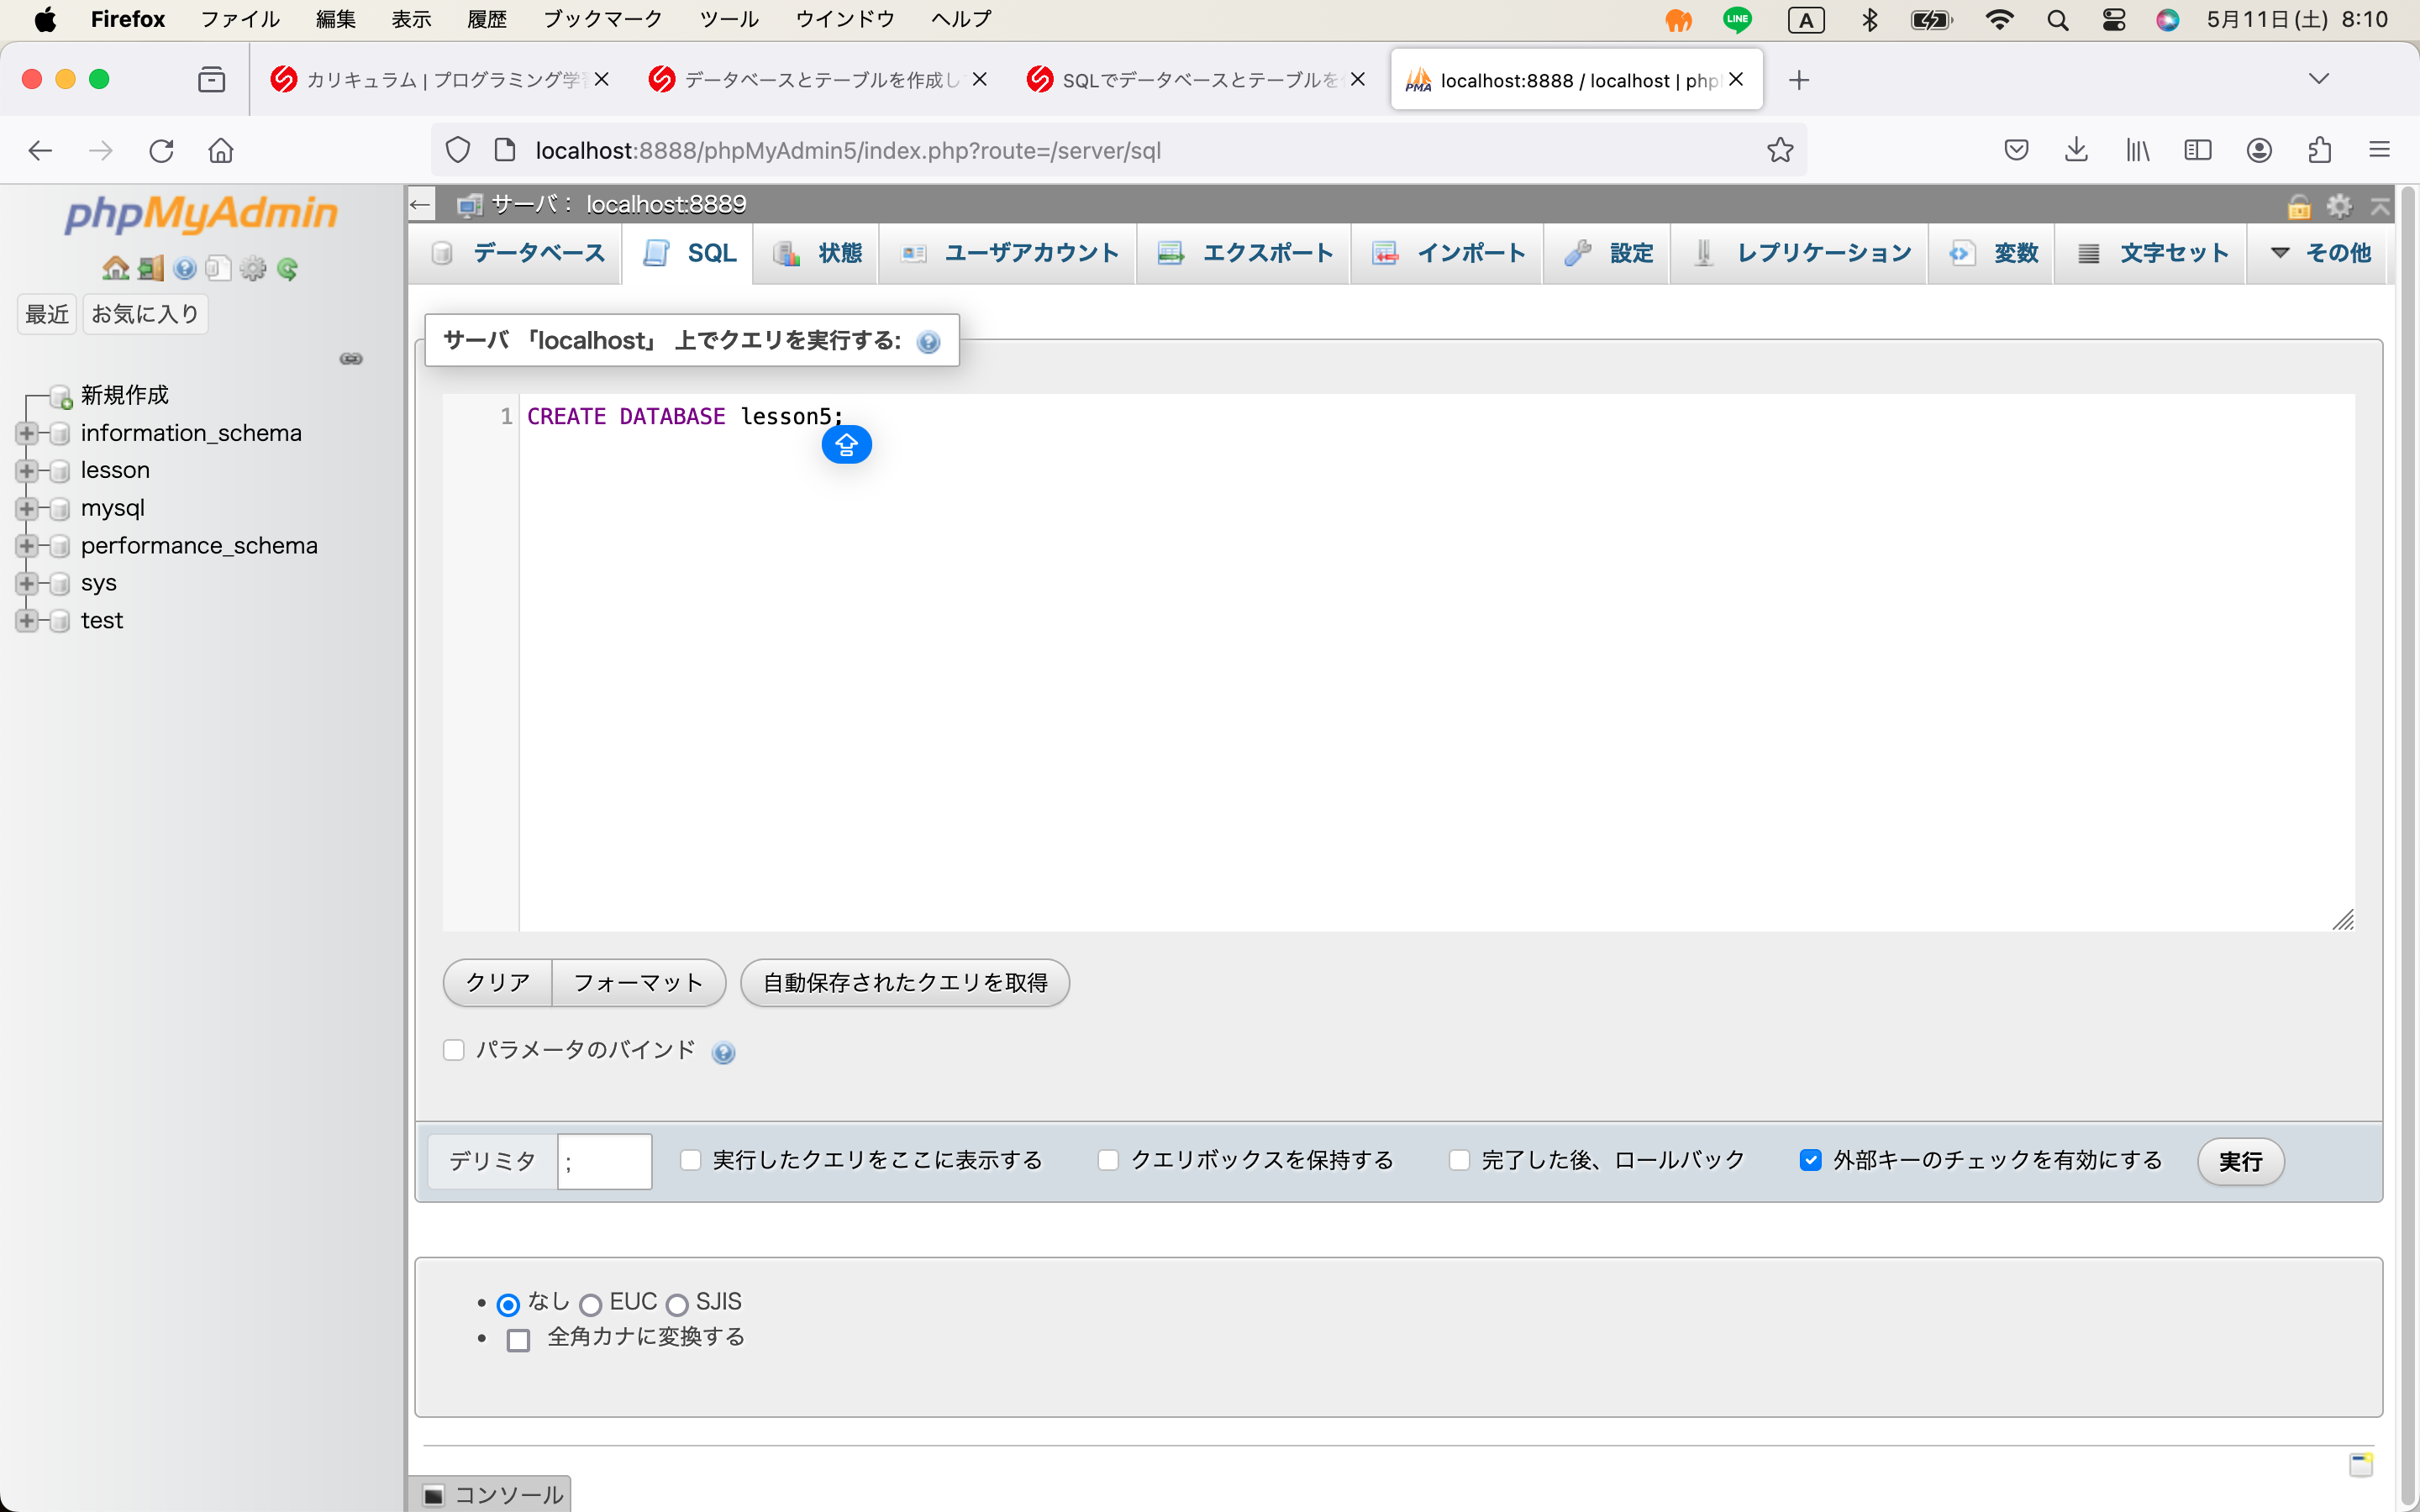 Firefox ファイル 編集 表示 履歴 ブックマーク ツール ウインドウ ヘルプ LINE A 5月11日(土) 8:10
カリキュラム | プログラミング学 データベースとテーブルを作成し SQLでデータベースとテーブルを PMA localhost:8888 / localhost | php
localhost:8888/phpMyAdmin5/index.php?route=/server/sql
phpMyAdmin
最近 お気に入り
新規作成
information_schema
lesson
mysql
performance_schema
sys
test
サーバ: localhost:8889
データベース SQL 状態 ユーザアカウント エクスポート インポート 設定 レプリケーション 変数 文字セット その他
サーバ 「localhost」 上でクエリを実行する:
1 CREATE DATABASE lesson5;
クリア フォーマット 自動保存されたクエリを取得
パラメータのバインド
デリミタ ; 実行したクエリをここに表示する クエリボックスを保持する 完了した後、ロールバック 外部キーのチェックを有効にする 実行
なし EUC SJIS
全角カナに変換する
コンソール